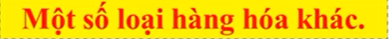 Một số loại hàng hóa khác.